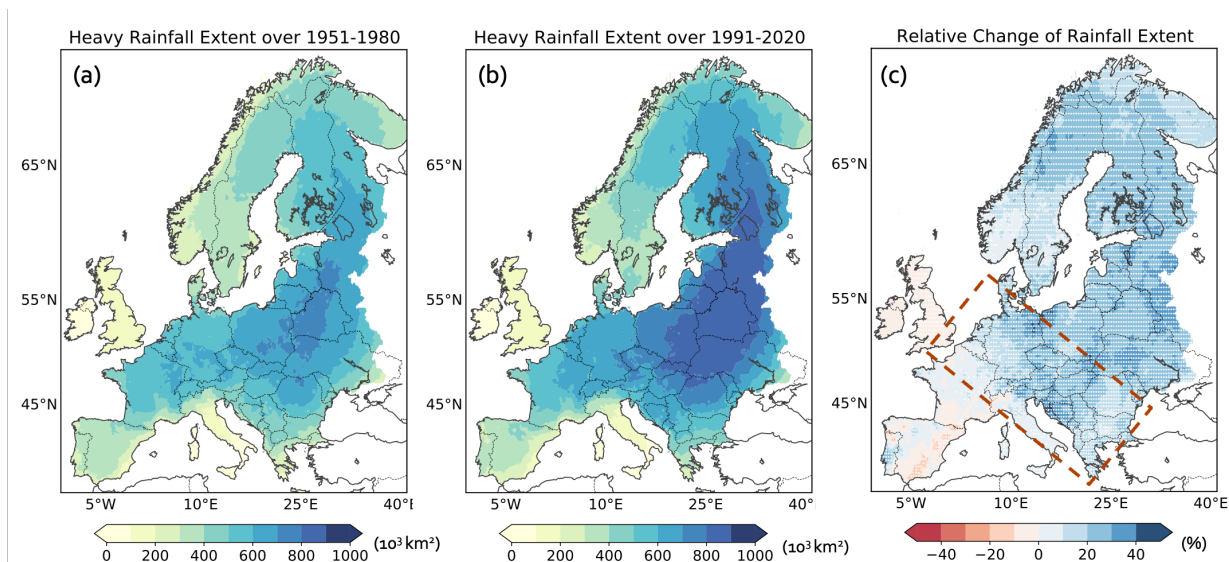 Heavy Rainfall Extent over 1951-1980
Heavy Rainfall Extent over 1991-2020
Relative Change of Rainfall Extent
(a)
(b)
(c)
65°N
65°N
65°N
55°N
55°N
55°N
45°N
45°N
45°N
5°W 10°E 25°E 40°E
5°W 10°E 25°E 40°E
5°W 10°E 25°E 40°E
0 200 400 600 800 1000 (10³ km²)
0 200 400 600 800 1000 (10³ km²)
−40 −20 0 20 40 (%)